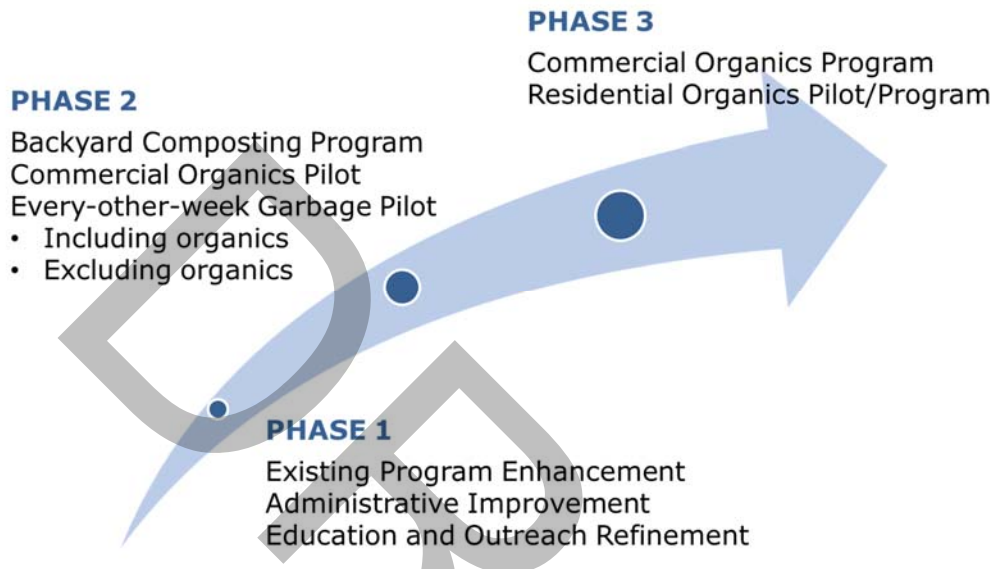 PHASE 3
Commercial Organics Program
Residential Organics Pilot/Program
PHASE 2
Backyard Composting Program
Commercial Organics Pilot
Every-other-week Garbage Pilot
• Including organics
• Excluding organics
PHASE 1
Existing Program Enhancement
Administrative Improvement
Education and Outreach Refinement
D
R